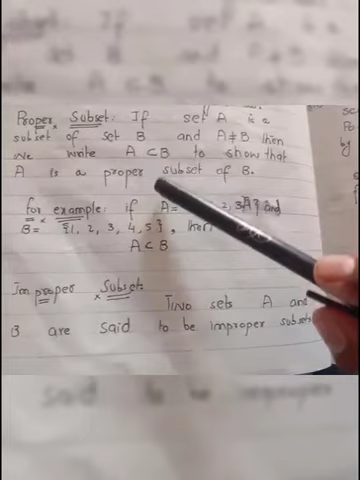 Proper Subset: If set A is a
subset of set B and A≠B then
we write A ⊂ B to show that
A is a proper subset of B.
for example: if A= 2, 3, 4} and
B= {1, 2, 3, 4, 5}, then
A ⊂ B
Improper Subset:
Two sets A and
B are said to be improper subsets